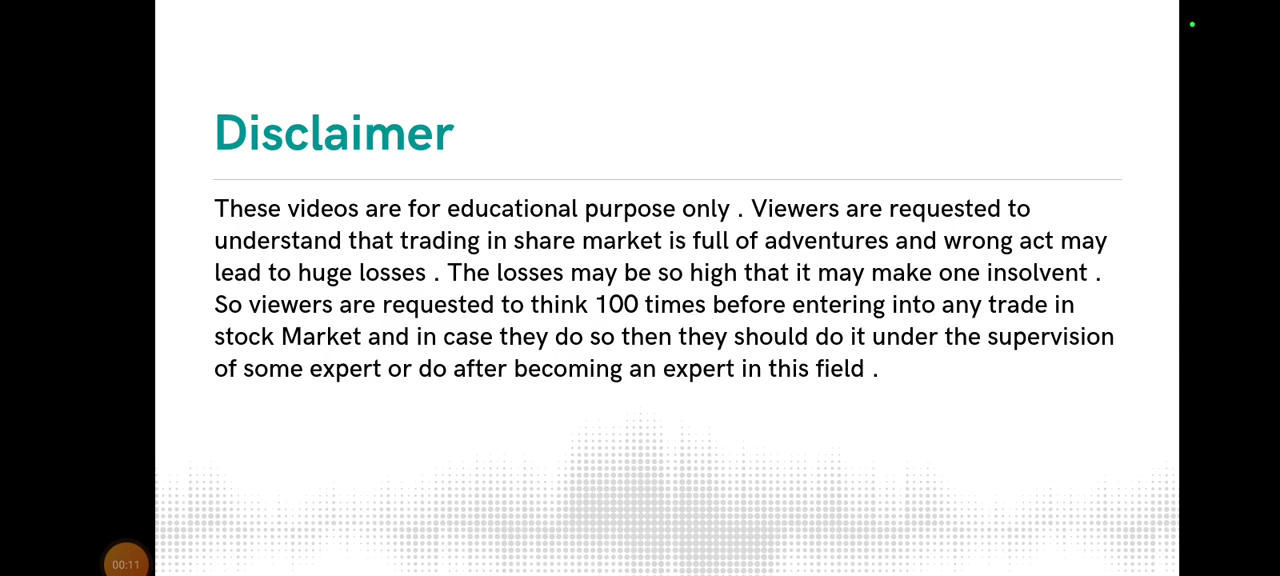 Disclaimer
These videos are for educational purpose only . Viewers are requested to
understand that trading in share market is full of adventures and wrong act may
lead to huge losses . The losses may be so high that it may make one insolvent .
So viewers are requested to think 100 times before entering into any trade in
stock Market and in case they do so then they should do it under the supervision
of some expert or do after becoming an expert in this field .
00:11